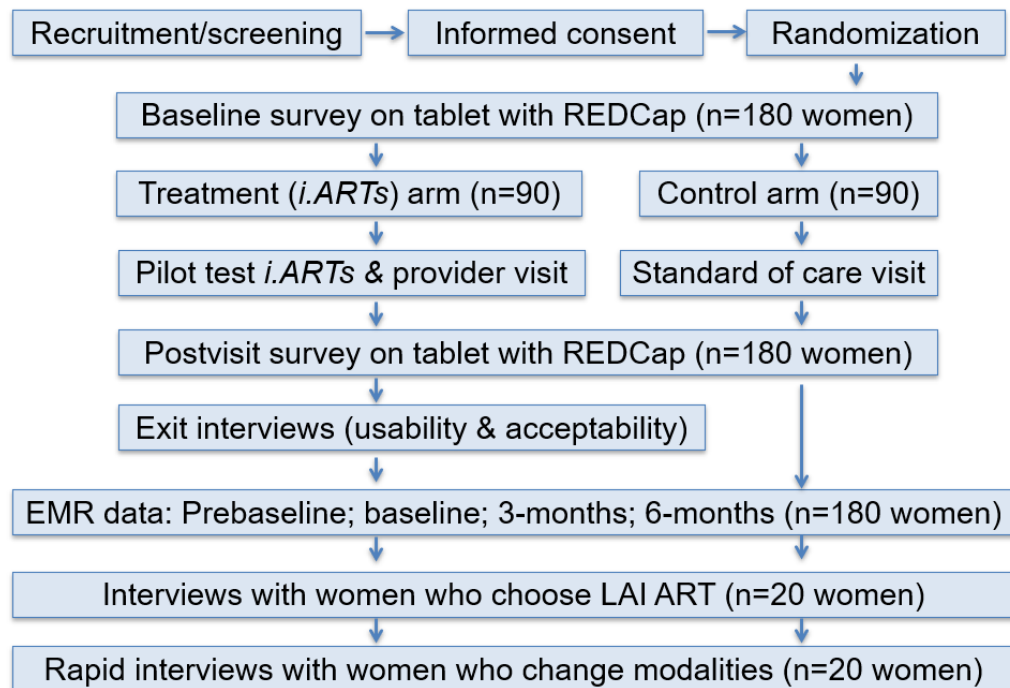 Recruitment/screening
Informed consent
Randomization
Baseline survey on tablet with REDCap (n=180 women)
Treatment (i.ARTs) arm (n=90)
Control arm (n=90)
Pilot test i.ARTs & provider visit
Standard of care visit
Postvisit survey on tablet with REDCap (n=180 women)
Exit interviews (usability & acceptability)
EMR data: Prebaseline; baseline; 3-months; 6-months (n=180 women)
Interviews with women who choose LAI ART (n=20 women)
Rapid interviews with women who change modalities (n=20 women)